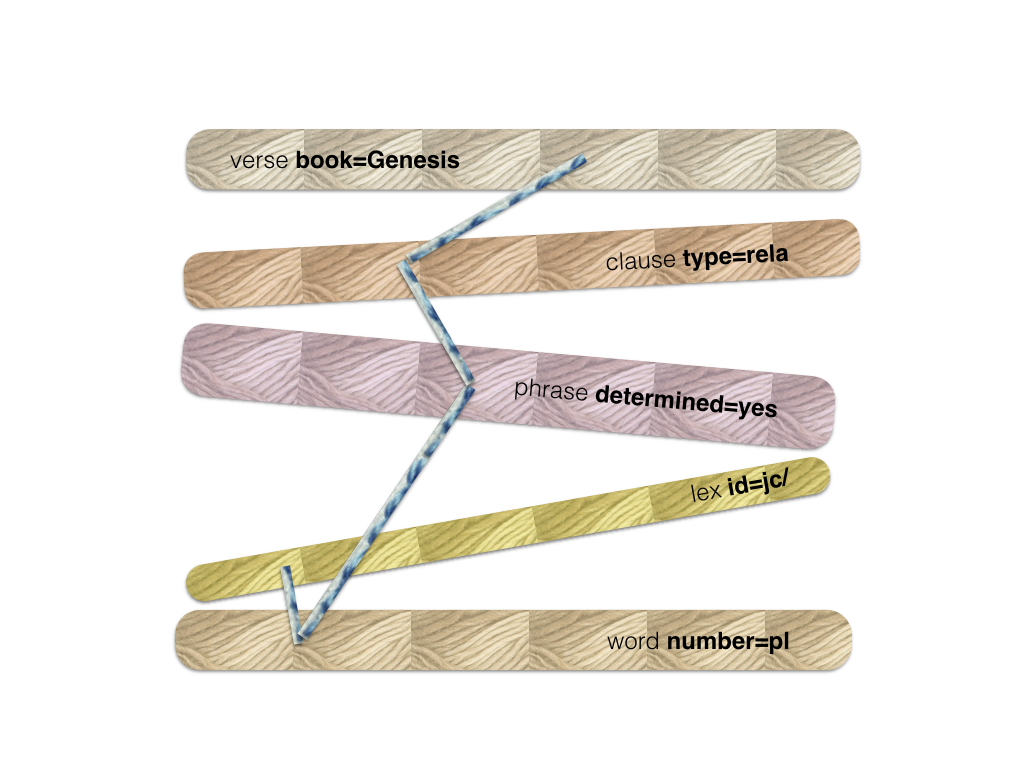 verse book=Genesis
clause type=rela
phrase determined=yes
lex id=jc/
word number=pl